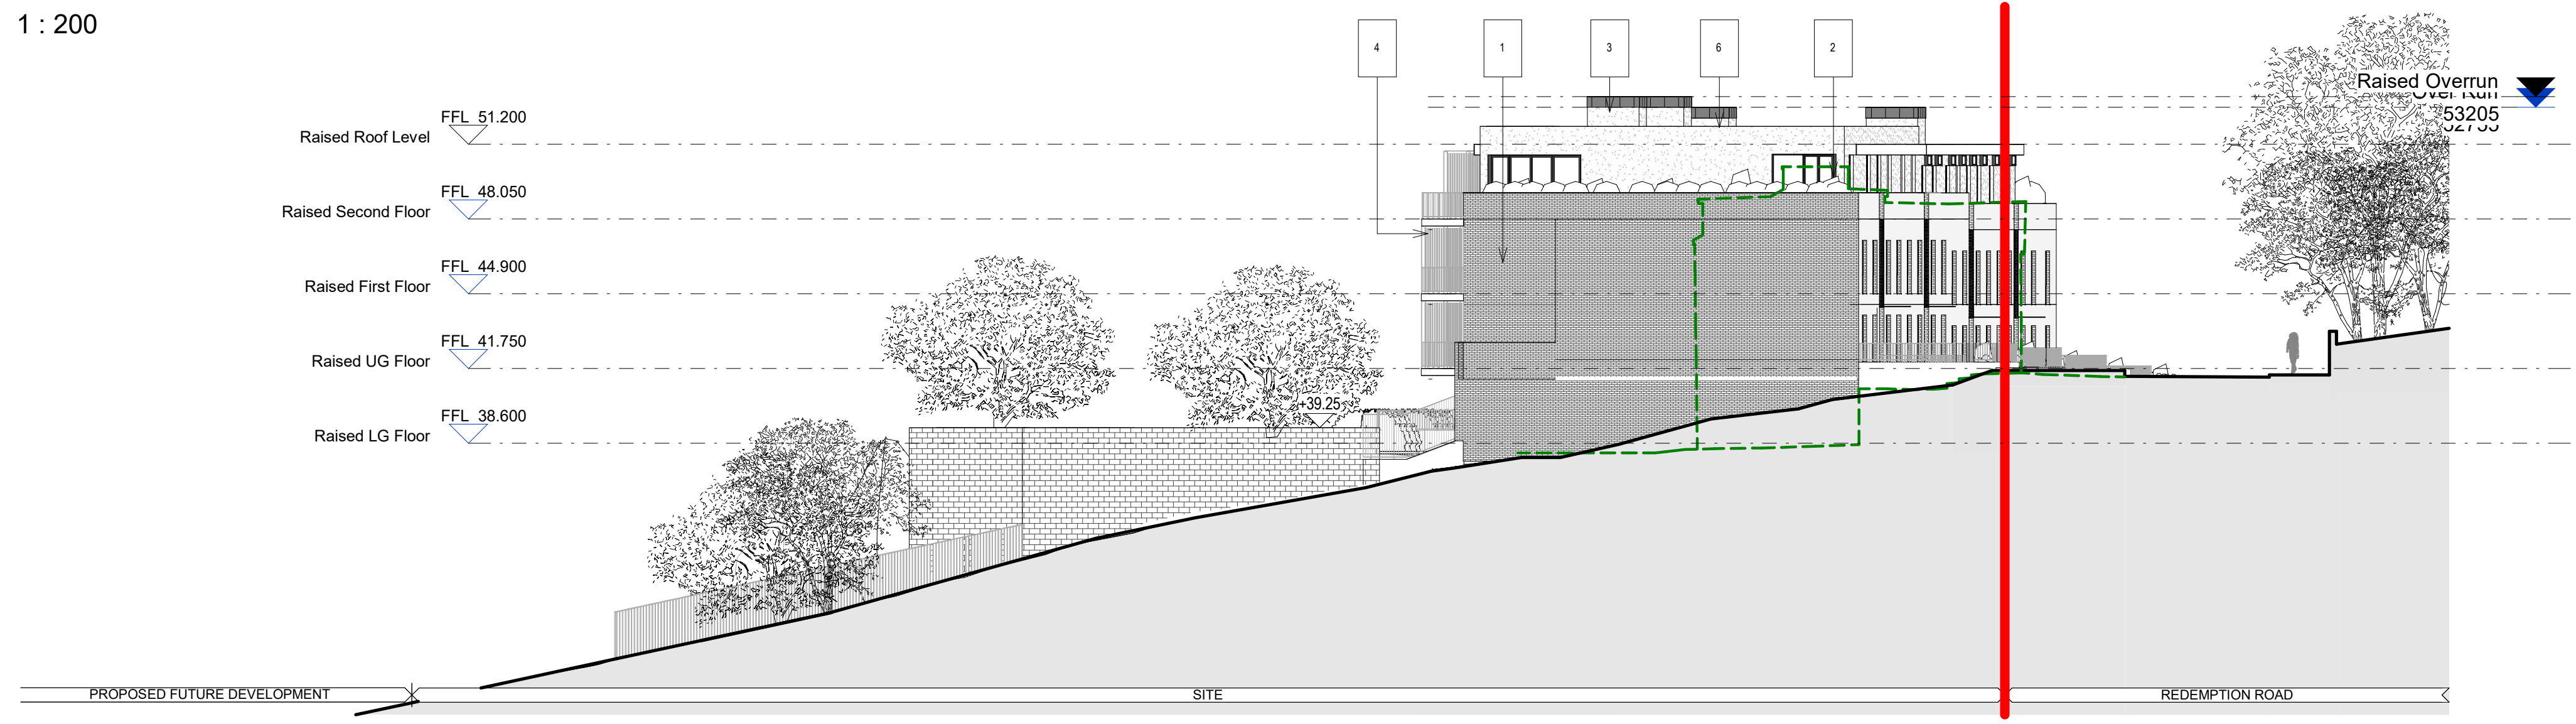 1 : 200
4
1
3
6
2
Raised Overrun
53205
FFL 51.200
Raised Roof Level
FFL 48.050
Raised Second Floor
FFL 44.900
Raised First Floor
FFL 41.750
Raised UG Floor
FFL 38.600
Raised LG Floor
+39.25
PROPOSED FUTURE DEVELOPMENT
SITE
REDEMPTION ROAD